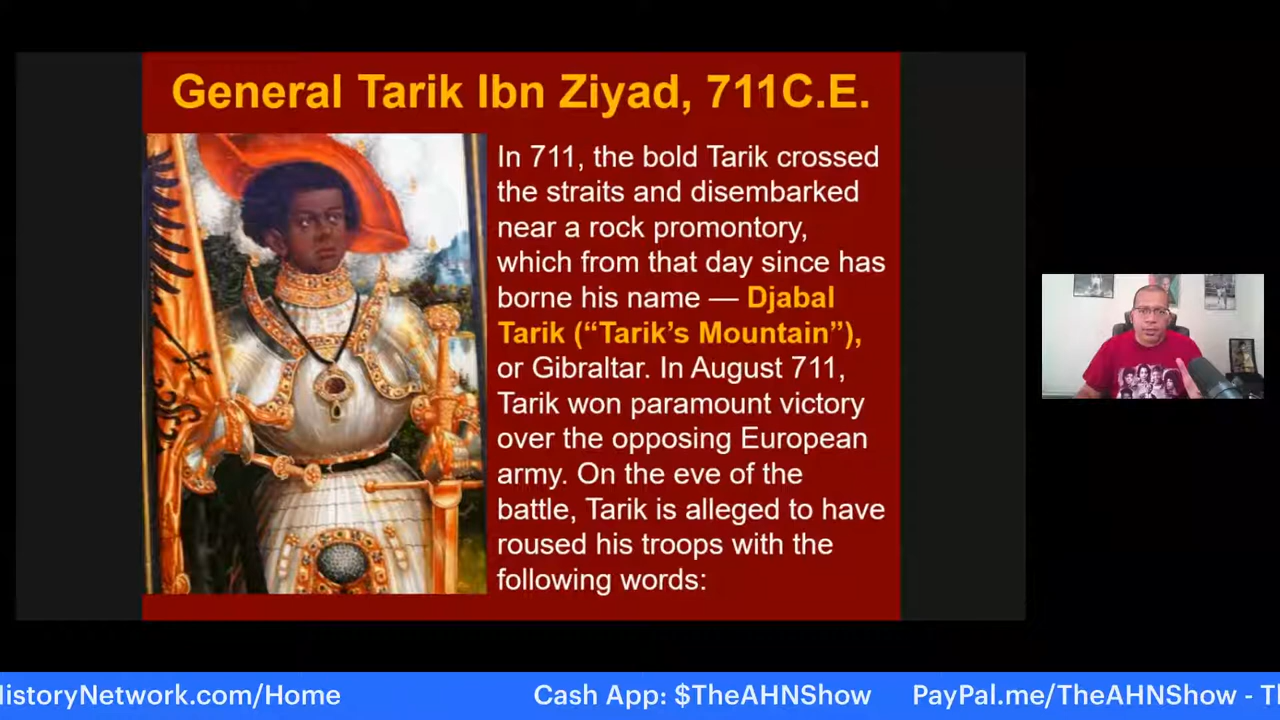 General Tarik Ibn Ziyad, 711C.E.
In 711, the bold Tarik crossed
the straits and disembarked
near a rock promontory,
which from that day since has
borne his name — Djabal
Tarik (“Tarik’s Mountain”),
or Gibraltar. In August 711,
Tarik won paramount victory
over the opposing European
army. On the eve of the
battle, Tarik is alleged to have
roused his troops with the
following words:
HistoryNetwork.com/Home Cash App: $TheAHNShow PayPal.me/TheAHNShow -